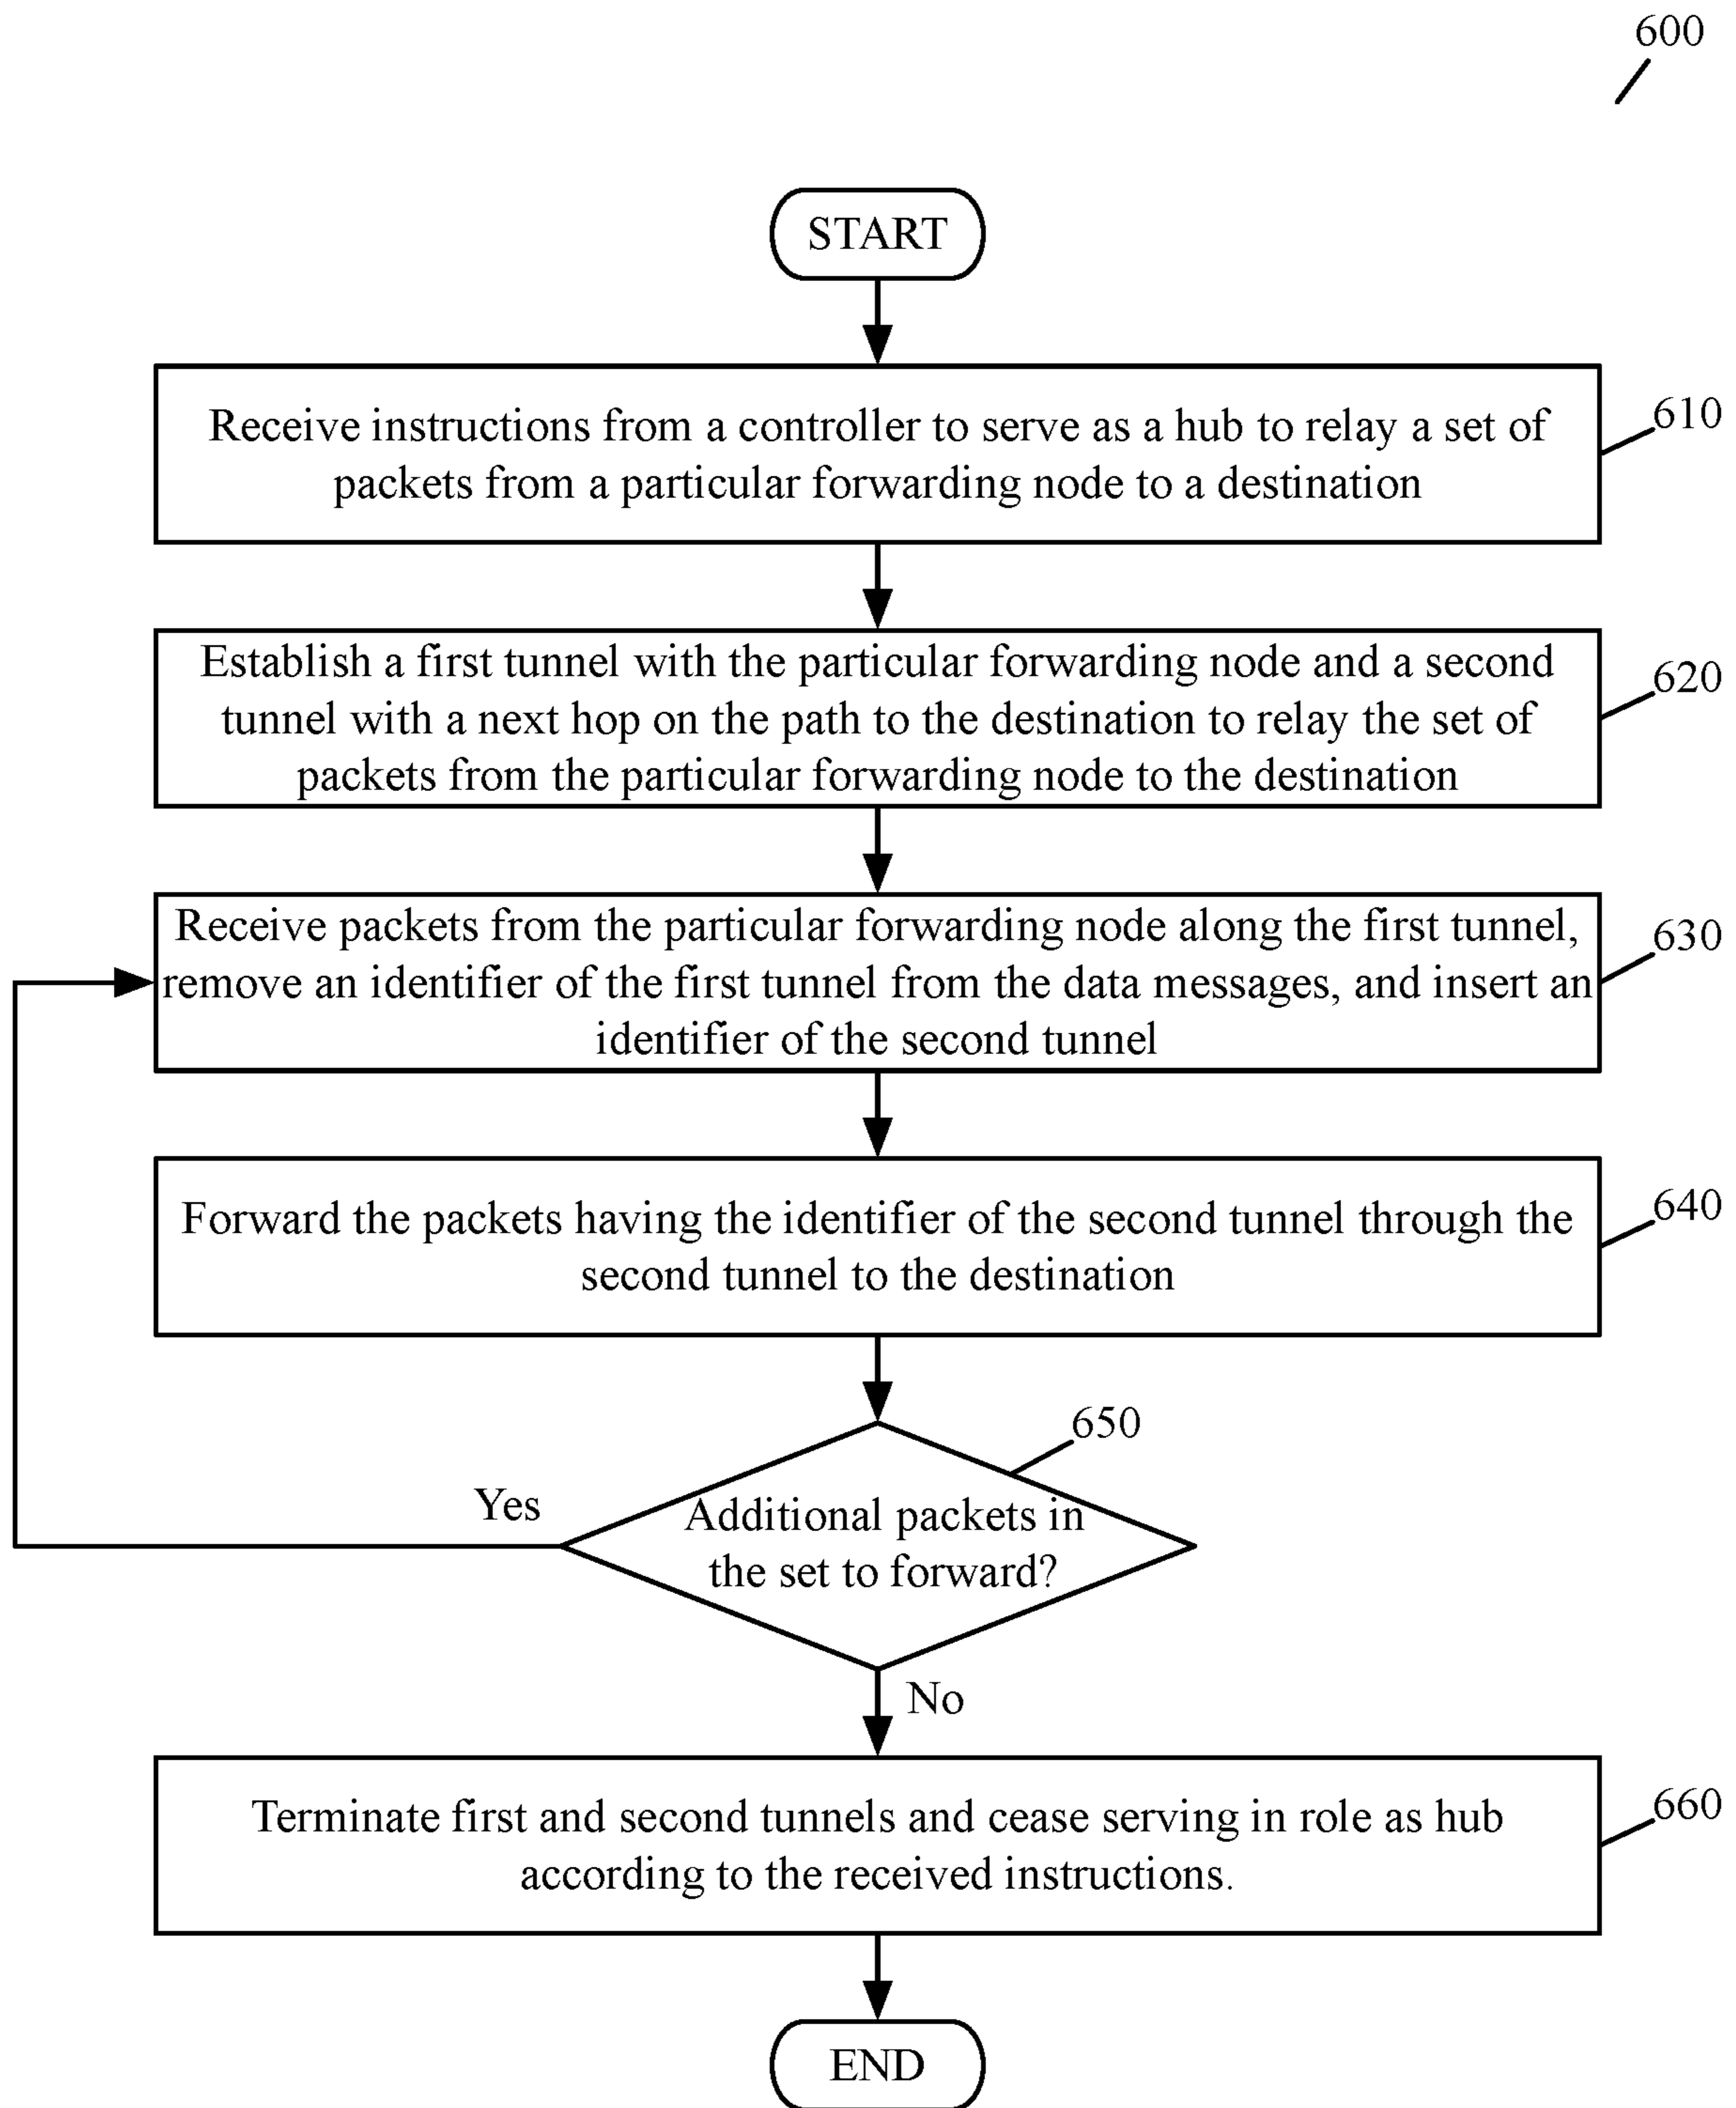 600
START
Receive instructions from a controller to serve as a hub to relay a set of
packets from a particular forwarding node to a destination
610
Establish a first tunnel with the particular forwarding node and a second
tunnel with a next hop on the path to the destination to relay the set of
packets from the particular forwarding node to the destination
620
Receive packets from the particular forwarding node along the first tunnel,
remove an identifier of the first tunnel from the data messages, and insert an
identifier of the second tunnel
630
Forward the packets having the identifier of the second tunnel through the
second tunnel to the destination
640
650
Yes
Additional packets in
the set to forward?
No
Terminate first and second tunnels and cease serving in role as hub
according to the received instructions.
660
END